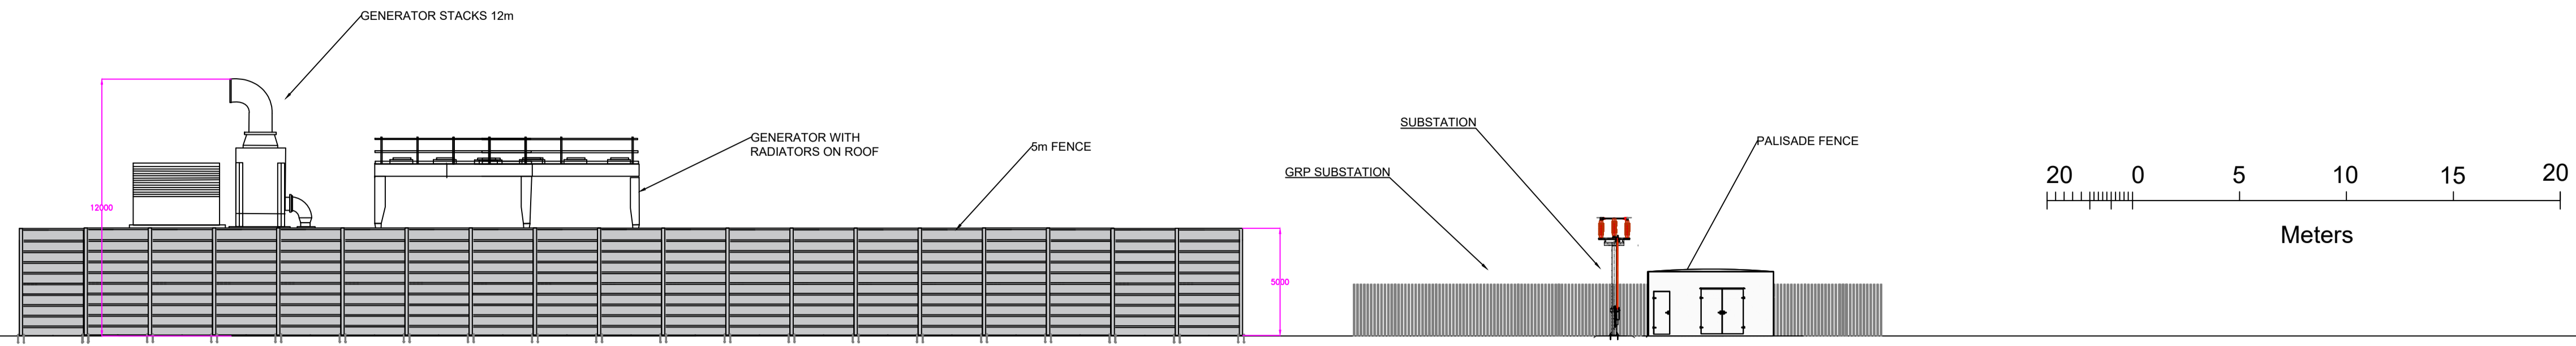 GENERATOR STACKS 12m
12000
GENERATOR WITH
RADIATORS ON ROOF
5m FENCE
5000
GRP SUBSTATION
SUBSTATION
PALISADE FENCE
20 0 5 10 15 20
Meters